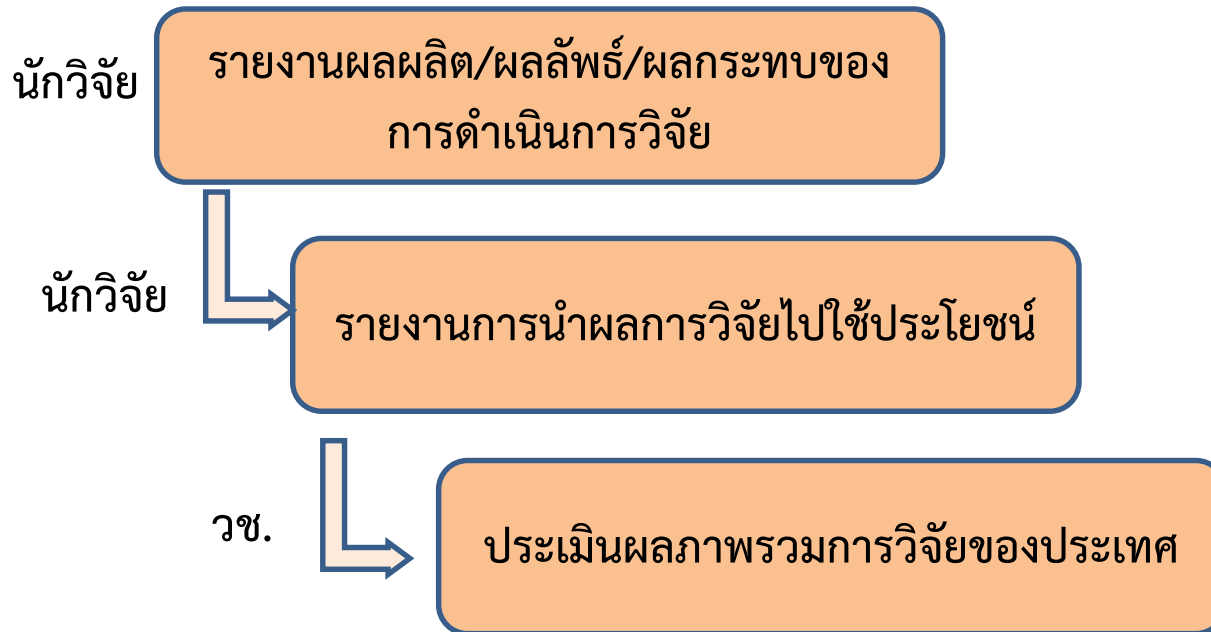 นักวิจัย
รายงานผลผลิต/ผลลัพธ์/ผลกระทบของ
การดำเนินการวิจัย
นักวิจัย
รายงานการนำผลการวิจัยไปใช้ประโยชน์
วช.
ประเมินผลภาพรวมการวิจัยของประเทศ